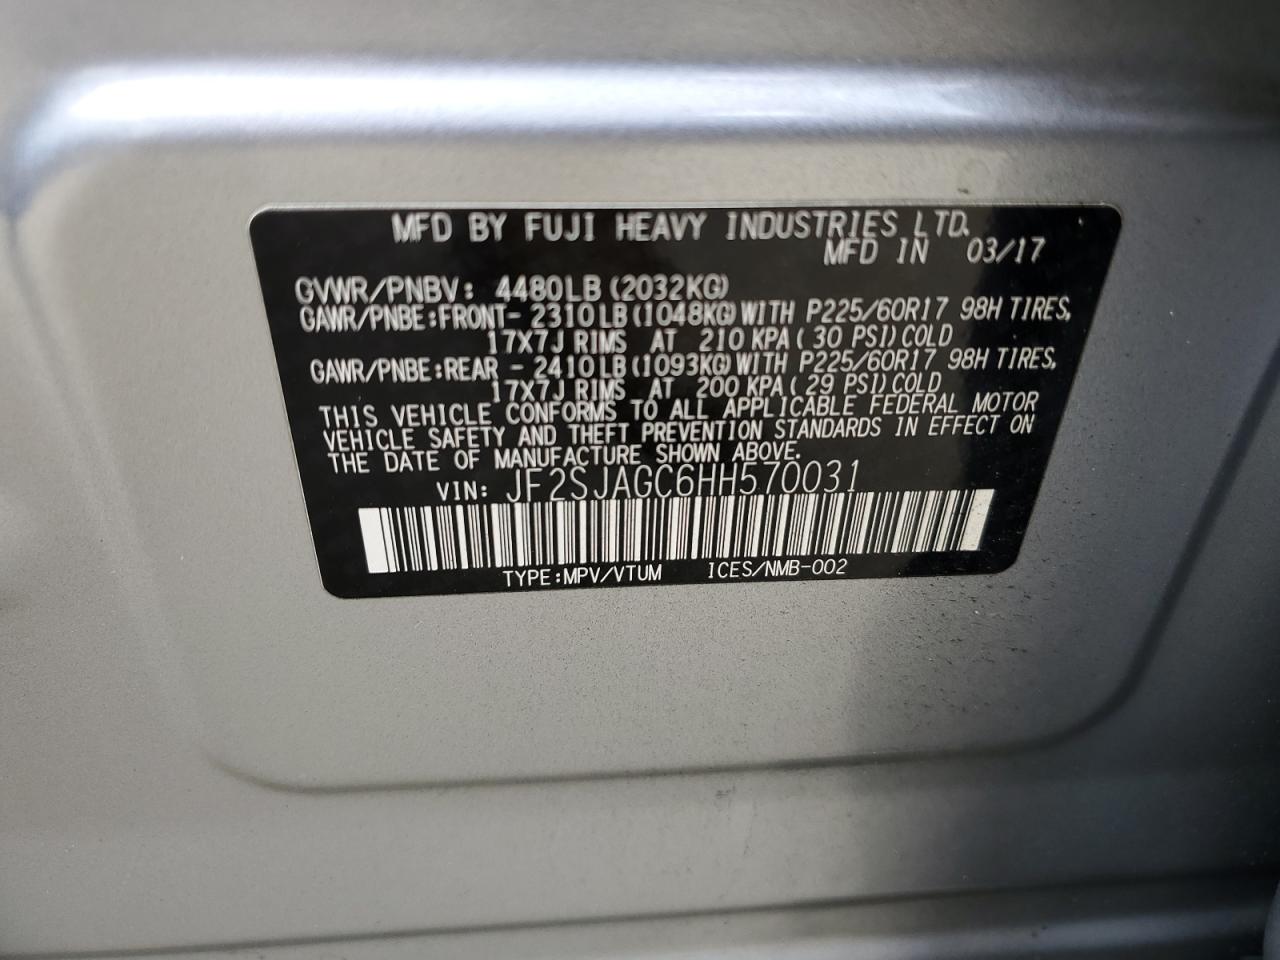 MFD BY FUJI HEAVY INDUSTRIES LTD.
MFD IN 03/17
GVWR/PNBV: 4480LB(2032KG)
GAWR/PNBE:FRONT- 2310LB(1048KG)WITH P225/60R17 98H TIRES,
17X7J RIMS AT 210 KPA(30 PSI)COLD
GAWR/PNBE:REAR - 2410LB(1093KG)WITH P225/60R17 98H TIRES,
17X7J RIMS AT 200 KPA(29 PSI)COLD
THIS VEHICLE CONFORMS TO ALL APPLICABLE FEDERAL MOTOR
VEHICLE SAFETY AND THEFT PREVENTION STANDARDS IN EFFECT ON
THE DATE OF MANUFACTURE SHOWN ABOVE.
VIN: JF2SJAGC6HH570031
TYPE:MPV/VTUM ICES/NMB-002